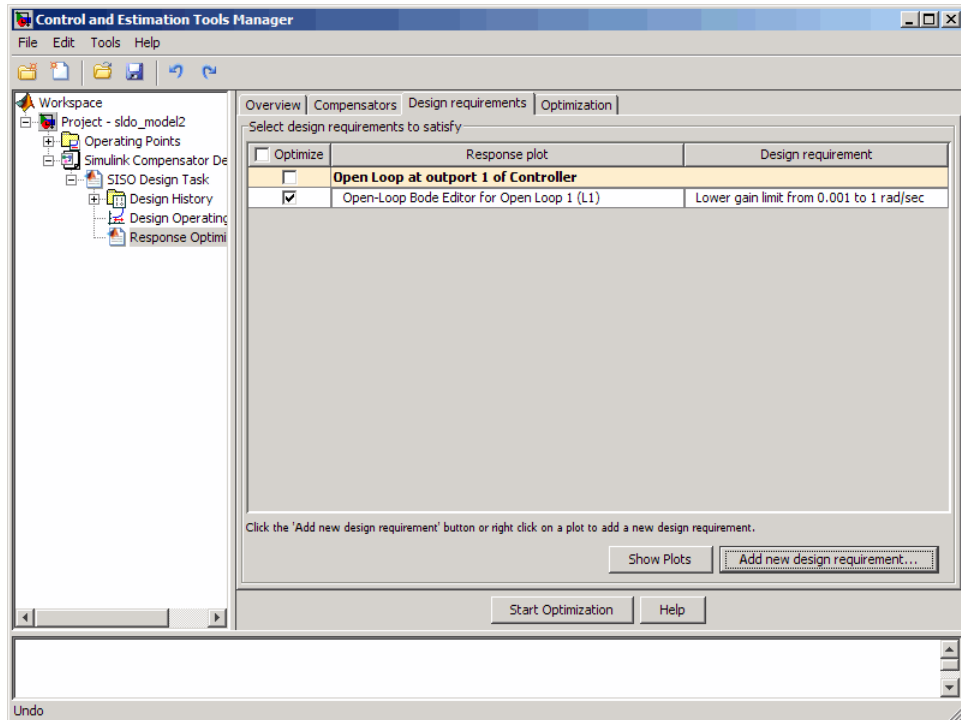 Control and Estimation Tools Manager
File Edit Tools Help
Workspace
Project - sldo_model2
Operating Points
Simulink Compensator De
SISO Design Task
Design History
Design Operating
Response Optimi
Overview Compensators Design requirements Optimization
Select design requirements to satisfy
Optimize Response plot Design requirement
Open Loop at outport 1 of Controller
Open-Loop Bode Editor for Open Loop 1 (L1) Lower gain limit from 0.001 to 1 rad/sec
Click the 'Add new design requirement' button or right click on a plot to add a new design requirement.
Show Plots Add new design requirement...
Start Optimization Help
Undo